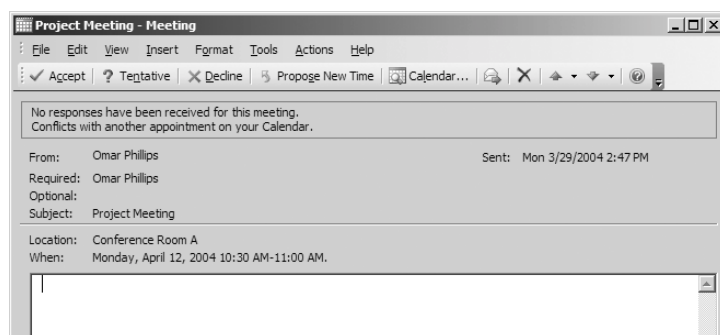 Project Meeting - Meeting
File Edit View Insert Format Tools Actions Help
Accept ? Tentative Decline Propose New Time Calendar...
No responses have been received for this meeting.
Conflicts with another appointment on your Calendar.
From: Omar Phillips Sent: Mon 3/29/2004 2:47 PM
Required: Omar Phillips
Optional:
Subject: Project Meeting
Location: Conference Room A
When: Monday, April 12, 2004 10:30 AM-11:00 AM.